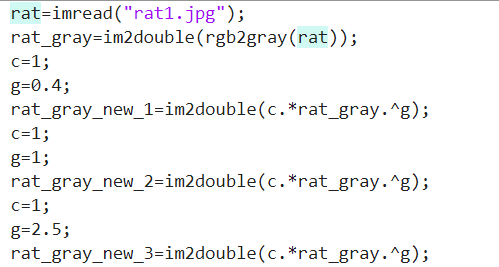 rat=imread("rat1.jpg");
rat_gray=im2double(rgb2gray(rat));
c=1;
g=0.4;
rat_gray_new_1=im2double(c.*rat_gray.^g);
c=1;
g=1;
rat_gray_new_2=im2double(c.*rat_gray.^g);
c=1;
g=2.5;
rat_gray_new_3=im2double(c.*rat_gray.^g);